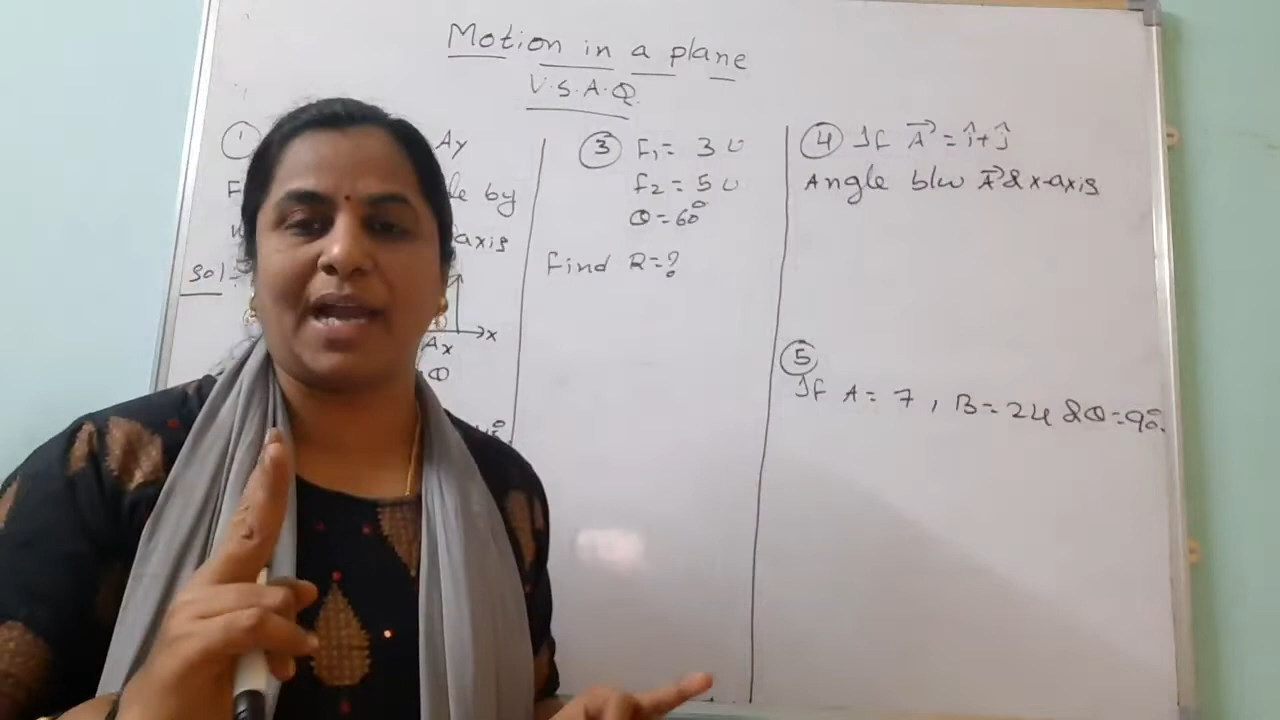 Motion in a plane
V.S.A.Q.
① Ay
by
axis
Sol:
x
Ax
Θ
③ F₁ = 3 U
F₂ = 5 U
Θ = 60°
Find R = ?
④ If A⃗ = î + ĵ
Angle b/w A⃗ & x-axis
⑤
If A = 7, B = 24 & Θ = 90°.